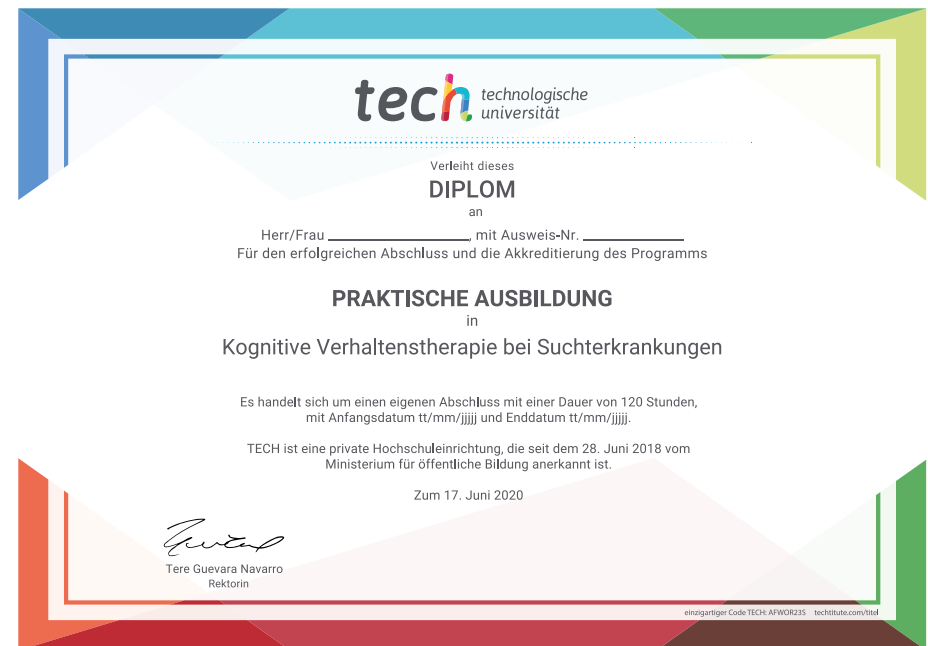 tech technologische
universität
Verleiht dieses
DIPLOM
an
Herr/Frau ____________________, mit Ausweis-Nr. ______________
Für den erfolgreichen Abschluss und die Akkreditierung des Programms
PRAKTISCHE AUSBILDUNG
in
Kognitive Verhaltenstherapie bei Suchterkrankungen
Es handelt sich um einen eigenen Abschluss mit einer Dauer von 120 Stunden,
mit Anfangsdatum tt/mm/jjjjj und Enddatum tt/mm/jjjjj.
TECH ist eine private Hochschuleinrichtung, die seit dem 28. Juni 2018 vom
Ministerium für öffentliche Bildung anerkannt ist.
Zum 17. Juni 2020
Tere Guevara Navarro
Rektorin
einzigartiger Code TECH: AFWOR23S techtitute.com/titel